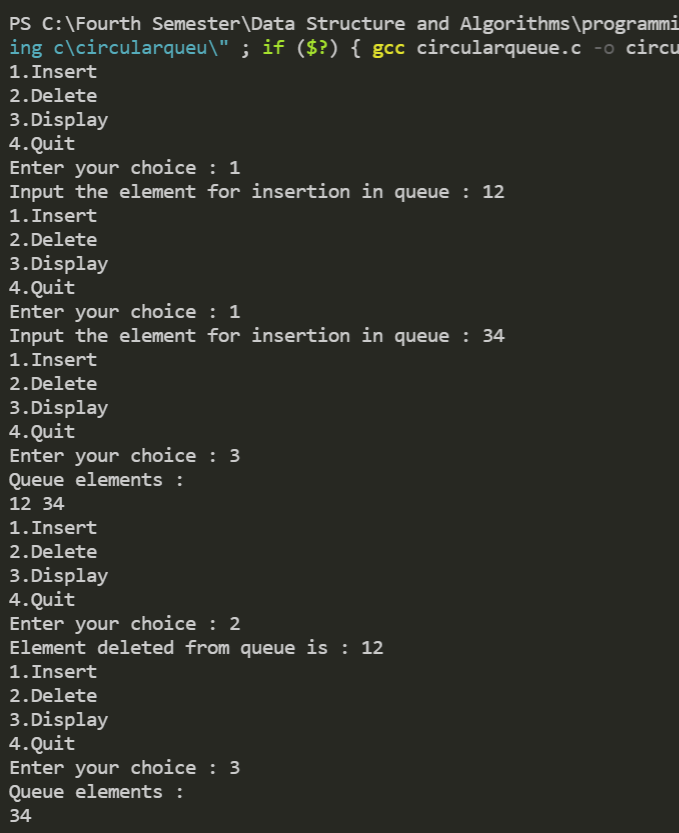 PS C:\Fourth Semester\Data Structure and Algorithms\programmi
ing c\circularqueu\" ; if ($?) { gcc circularqueue.c -o circu
1.Insert
2.Delete
3.Display
4.Quit
Enter your choice : 1
Input the element for insertion in queue : 12
1.Insert
2.Delete
3.Display
4.Quit
Enter your choice : 1
Input the element for insertion in queue : 34
1.Insert
2.Delete
3.Display
4.Quit
Enter your choice : 3
Queue elements :
12 34
1.Insert
2.Delete
3.Display
4.Quit
Enter your choice : 2
Element deleted from queue is : 12
1.Insert
2.Delete
3.Display
4.Quit
Enter your choice : 3
Queue elements :
34